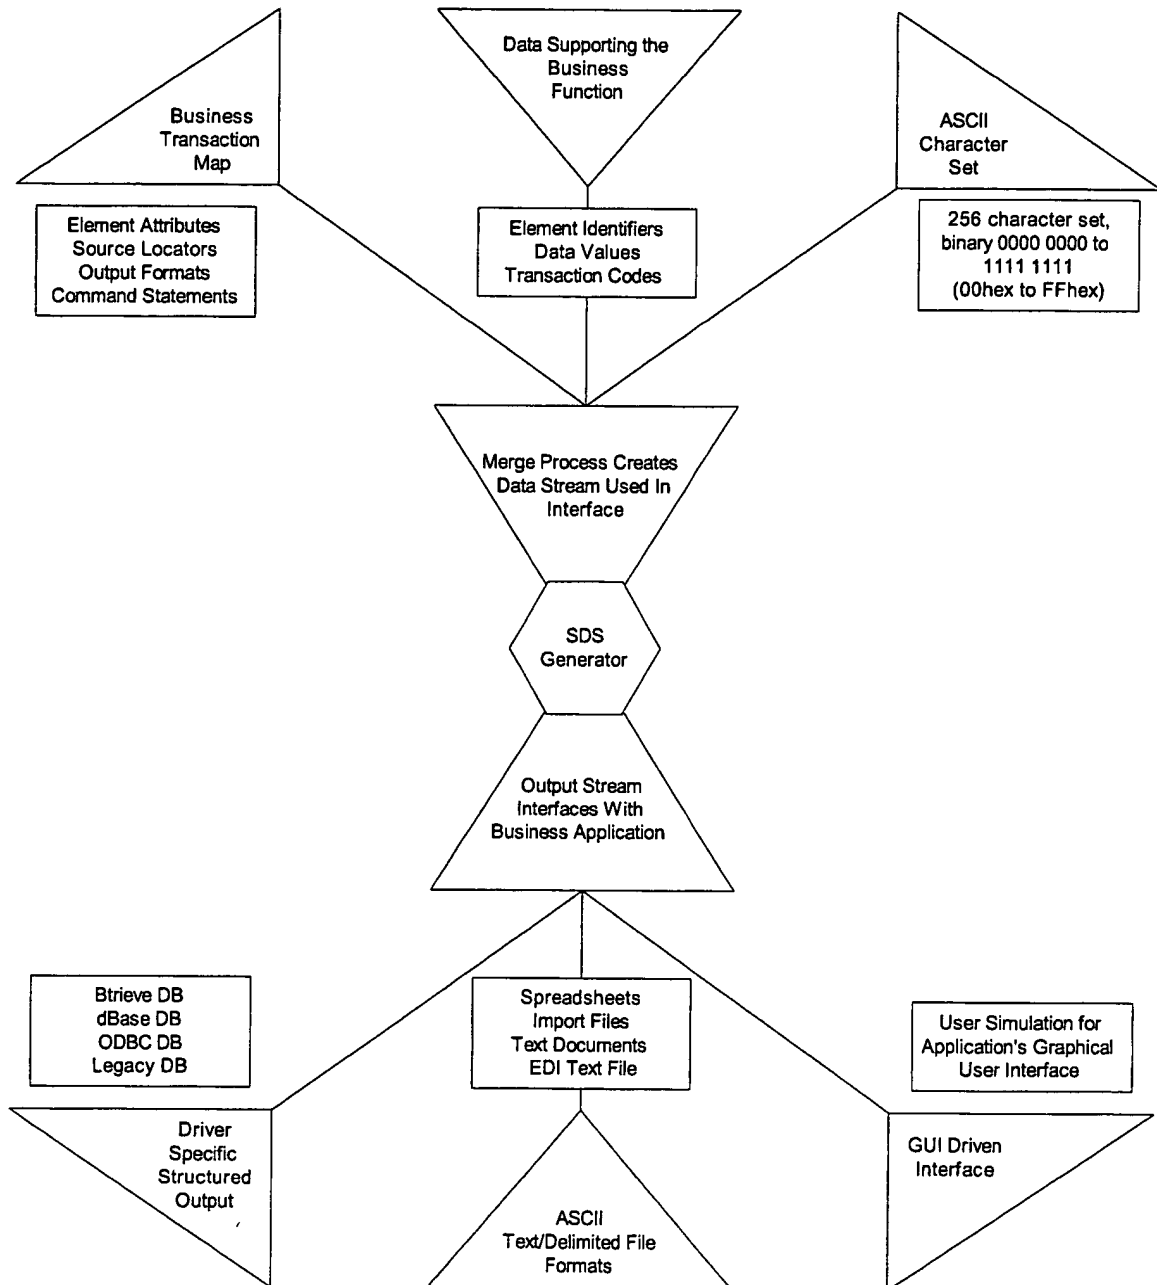 Data Supporting the
Business
Function
Business
Transaction
Map
ASCII
Character
Set
Element Attributes
Source Locators
Output Formats
Command Statements
Element Identifiers
Data Values
Transaction Codes
256 character set,
binary 0000 0000 to
1111 1111
(00hex to FFhex)
Merge Process Creates
Data Stream Used In
Interface
SDS
Generator
Output Stream
Interfaces With
Business Application
Btrieve DB
dBase DB
ODBC DB
Legacy DB
Spreadsheets
Import Files
Text Documents
EDI Text File
User Simulation for
Application's Graphical
User Interface
Driver
Specific
Structured
Output
ASCII
Text/Delimited File
Formats
GUI Driven
Interface